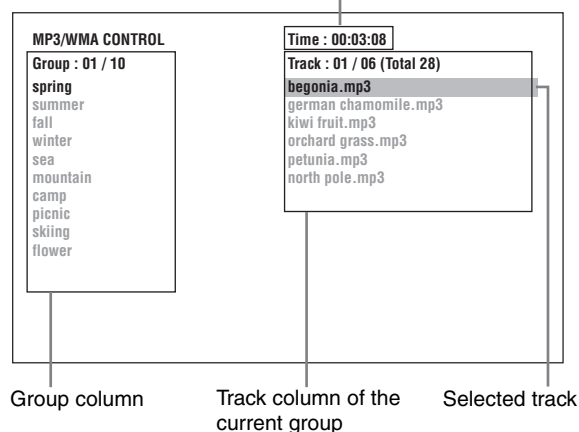 MP3/WMA CONTROL
Group : 01 / 10
spring
summer
fall
winter
sea
mountain
camp
picnic
skiing
flower
Time : 00:03:08
Track : 01 / 06 (Total 28)
begonia.mp3
german chamomile.mp3
kiwi fruit.mp3
orchard grass.mp3
petunia.mp3
north pole.mp3
Group column
Track column of the
current group
Selected track